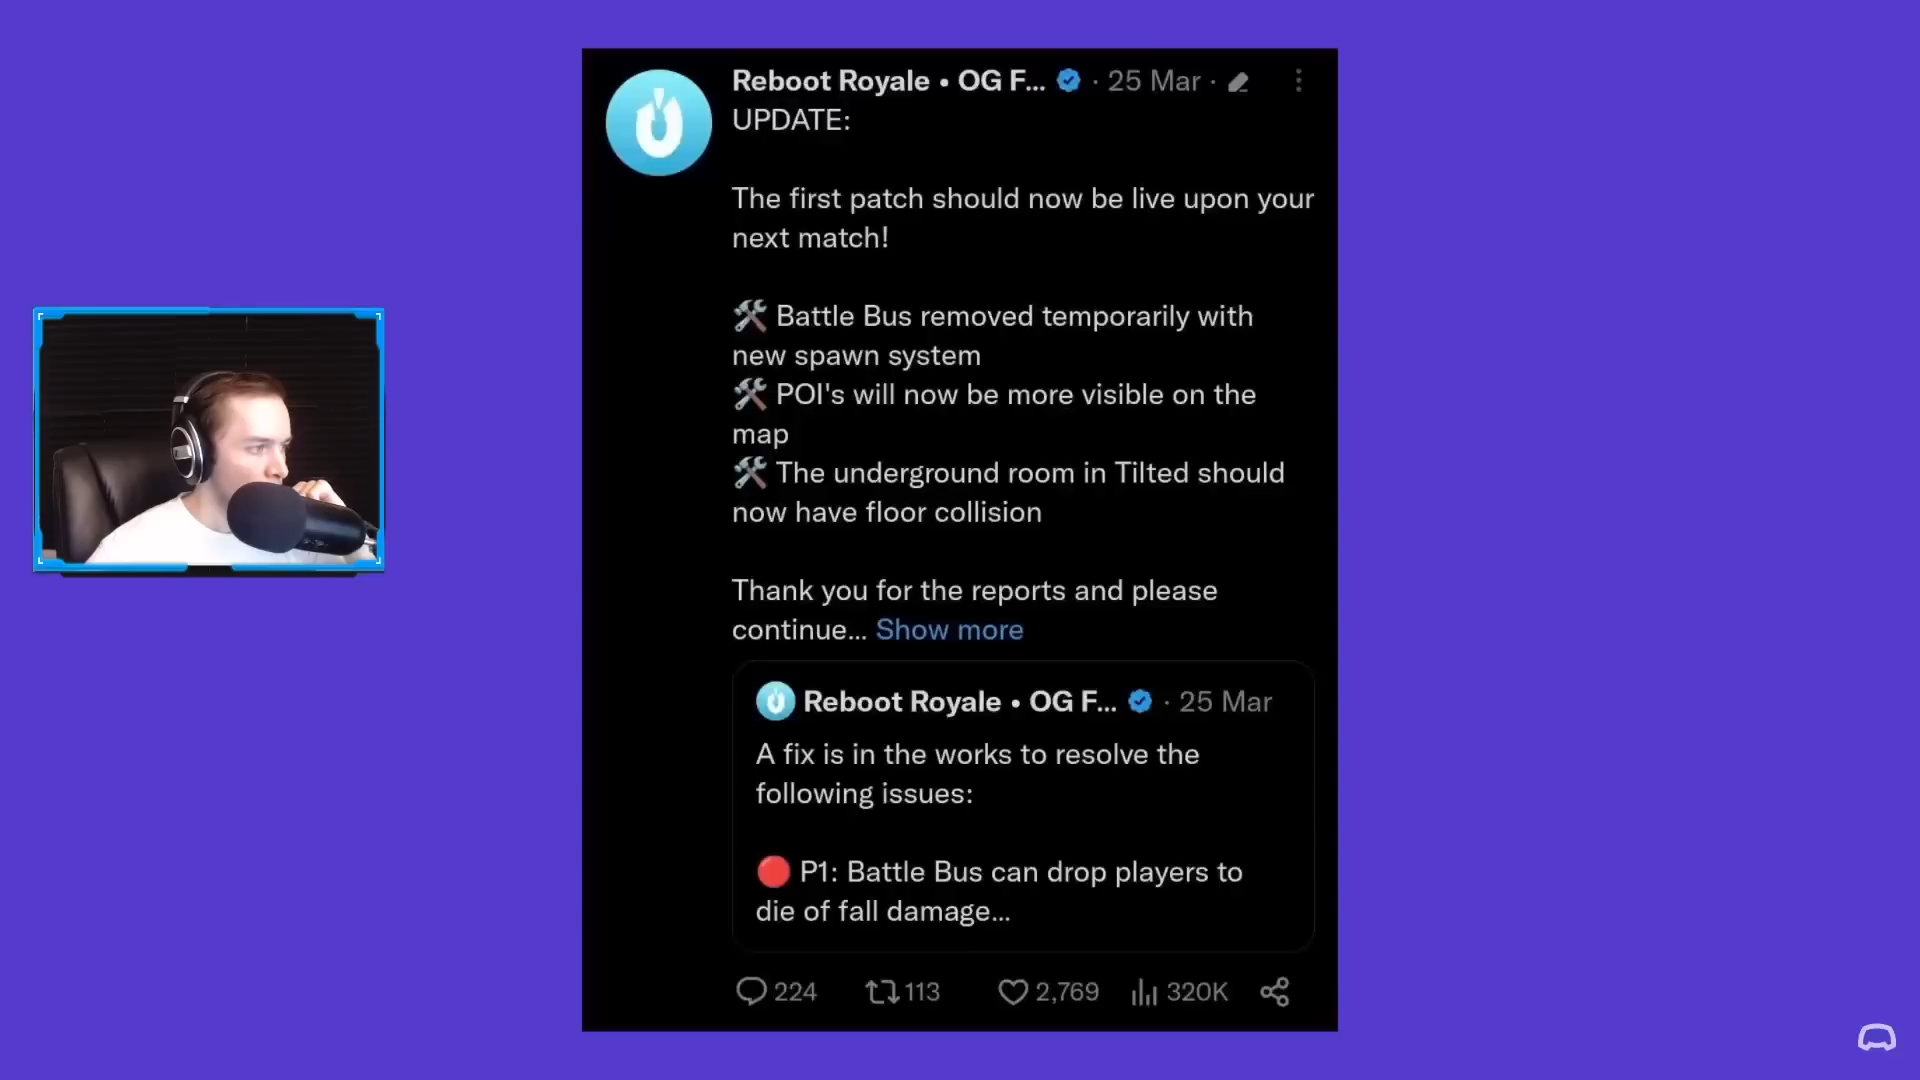 Reboot Royale • OG F... · 25 Mar ·
UPDATE:
The first patch should now be live upon your
next match!
🛠 Battle Bus removed temporarily with
new spawn system
🛠 POI's will now be more visible on the
map
🛠 The underground room in Tilted should
now have floor collision
Thank you for the reports and please
continue... Show more
Reboot Royale • OG F... · 25 Mar
A fix is in the works to resolve the
following issues:
🔴 P1: Battle Bus can drop players to
die of fall damage...
224 113 2,769 320K